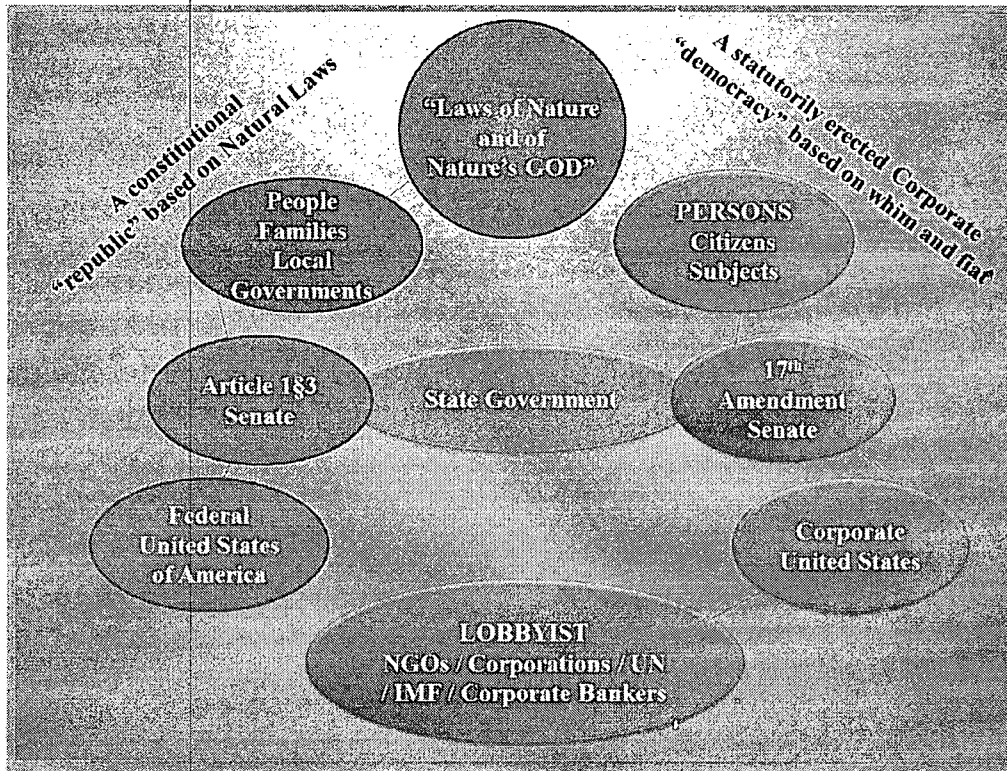 A constitutional
“republic” based on Natural Laws
A statutorily erected Corporate
“democracy” based on whim and fiat
“Laws of Nature
and of
Nature’s GOD”
People
Families
Local
Governments
PERSONS
Citizens
Subjects
Article 1§3
Senate
State Government
17th
Amendment
Senate
Federal
United States
of America
Corporate
United States
LOBBYIST
NGOs / Corporations / UN
/ IMF / Corporate Bankers